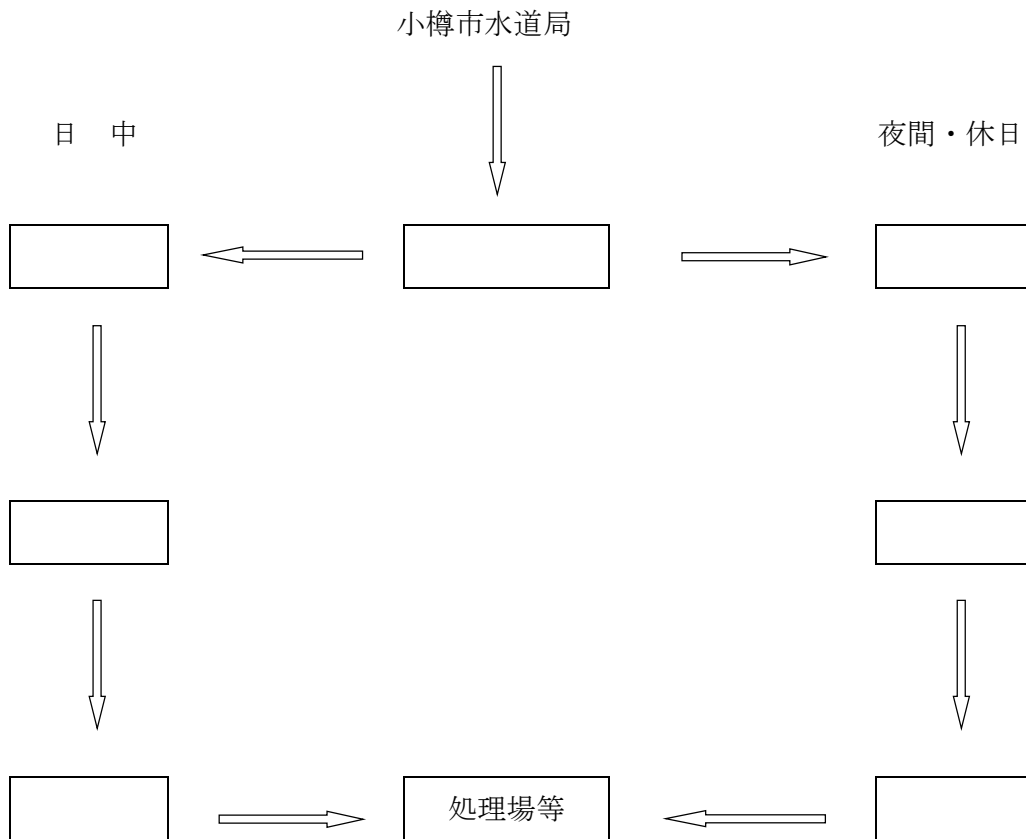 小樽市水道局
日　中
夜間・休日
処理場等